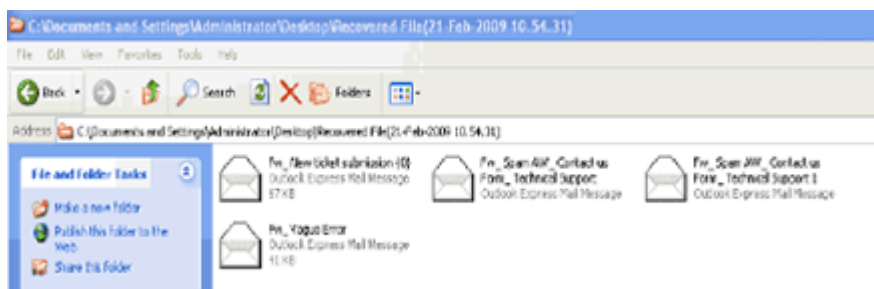 C:\Documents and Settings\Administrator\Desktop\Recovered File(21-Feb-2009 10.54.31)
File Edit View Favorites Tools Help
Back Search Folders
Address C:\Documents and Settings\Administrator\Desktop\Recovered File(21-Feb-2009 10.54.31)
File and Folder Tasks
Make a new folder
Publish this folder to the
Web
Share this folder
Fw_ New ticket submission
Outlook Express Mail Message
57 KB
Fw_ Spam AW_ Contact us
Form_ Technical Support
Outlook Express Mail Message
Fw_ Spam AW_ Contact us
Form_ Technical Support 1
Outlook Express Mail Message
Fw_ Vogue Error
Outlook Express Mail Message
41 KB